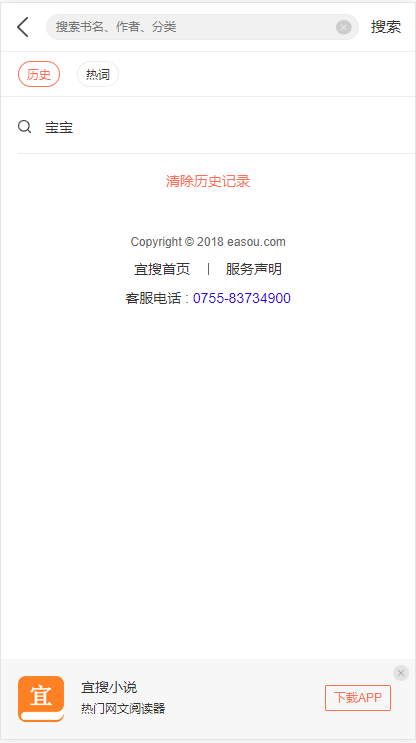 搜索书名、作者、分类 搜索
历史 热词
宝宝
清除历史记录
Copyright © 2018 easou.com
宜搜首页 | 服务声明
客服电话 : 0755-83734900
宜 宜搜小说
热门网文阅读器
下载APP